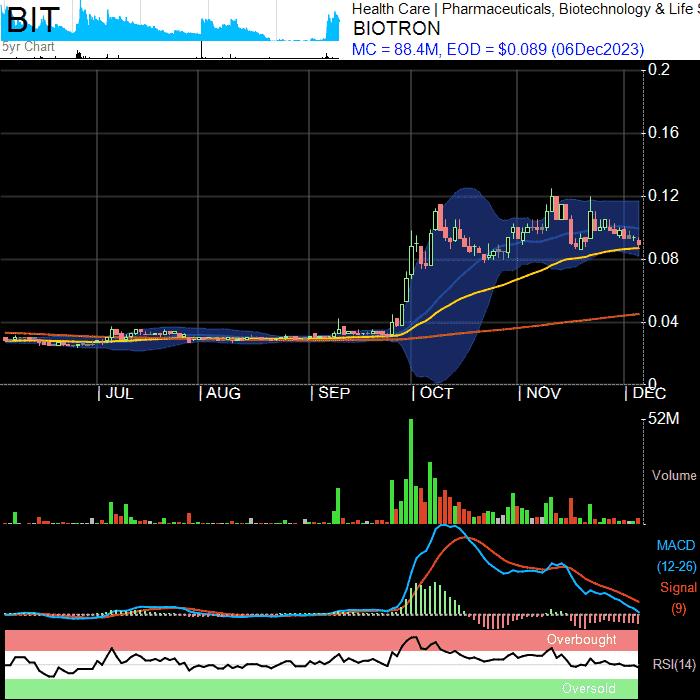 BIT
5yr Chart
Health Care | Pharmaceuticals, Biotechnology & Life S
BIOTRON
MC = 88.4M, EOD = $0.089 (06Dec2023)
0.2
0.16
0.12
0.08
0.04
0
| JUL | AUG | SEP | OCT | NOV | DEC
52M
Volume
MACD
(12-26)
Signal
(9)
Overbought
RSI(14)
Oversold